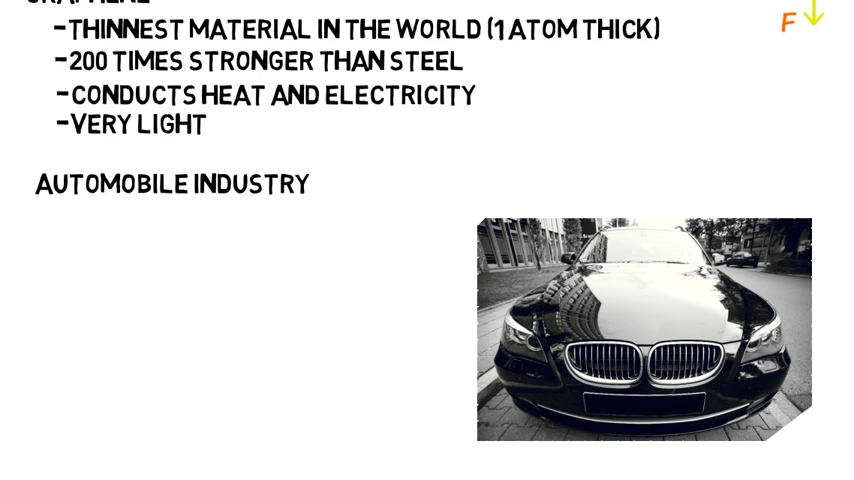 -THINNEST MATERIAL IN THE WORLD (1 ATOM THICK)
F
-200 TIMES STRONGER THAN STEEL
-CONDUCTS HEAT AND ELECTRICITY
-VERY LIGHT
AUTOMOBILE INDUSTRY